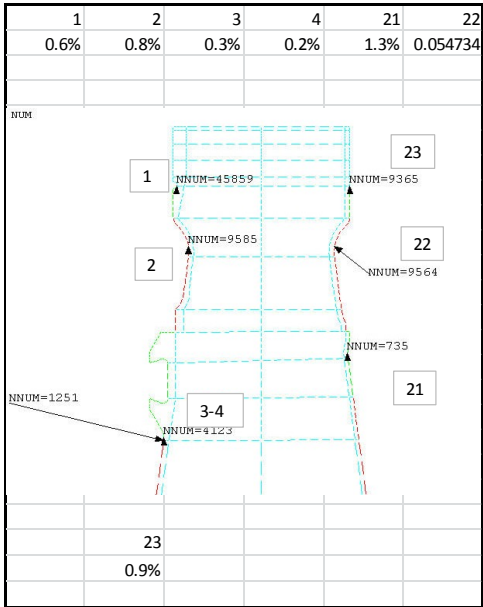 1 2 3 4 21 22
0.6% 0.8% 0.3% 0.2% 1.3% 0.054734
NUM
23
1 NNUM=45859 NNUM=9365
22
NNUM=9585
2
NNUM=9564
NNUM=735
21
NNUM=1251
3-4
NNUM=4123
23
0.9%